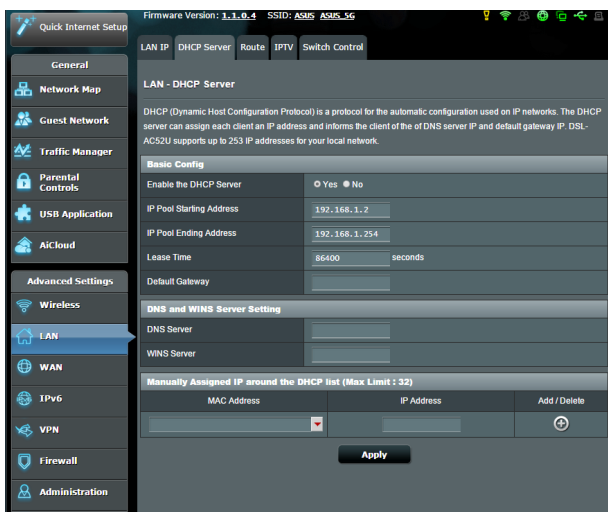 Quick Internet Setup
Firmware Version: 1.1.0.4 SSID: ASUS ASUS_5G
LAN IP DHCP Server Route IPTV Switch Control
General
Network Map
Guest Network
Traffic Manager
Parental
Controls
USB Application
AiCloud
Advanced Settings
Wireless
LAN
WAN
IPv6
VPN
Firewall
Administration
LAN - DHCP Server
DHCP (Dynamic Host Configuration Protocol) is a protocol for the automatic configuration used on IP networks. The DHCP
server can assign each client an IP address and informs the client of the of DNS server IP and default gateway IP. DSL-
AC52U supports up to 253 IP addresses for your local network.
Basic Config
Enable the DHCP Server Yes No
IP Pool Starting Address 192.168.1.2
IP Pool Ending Address 192.168.1.254
Lease Time 86400 seconds
Default Gateway
DNS and WINS Server Setting
DNS Server
WINS Server
Manually Assigned IP around the DHCP list (Max Limit : 32)
MAC Address IP Address Add / Delete
Apply